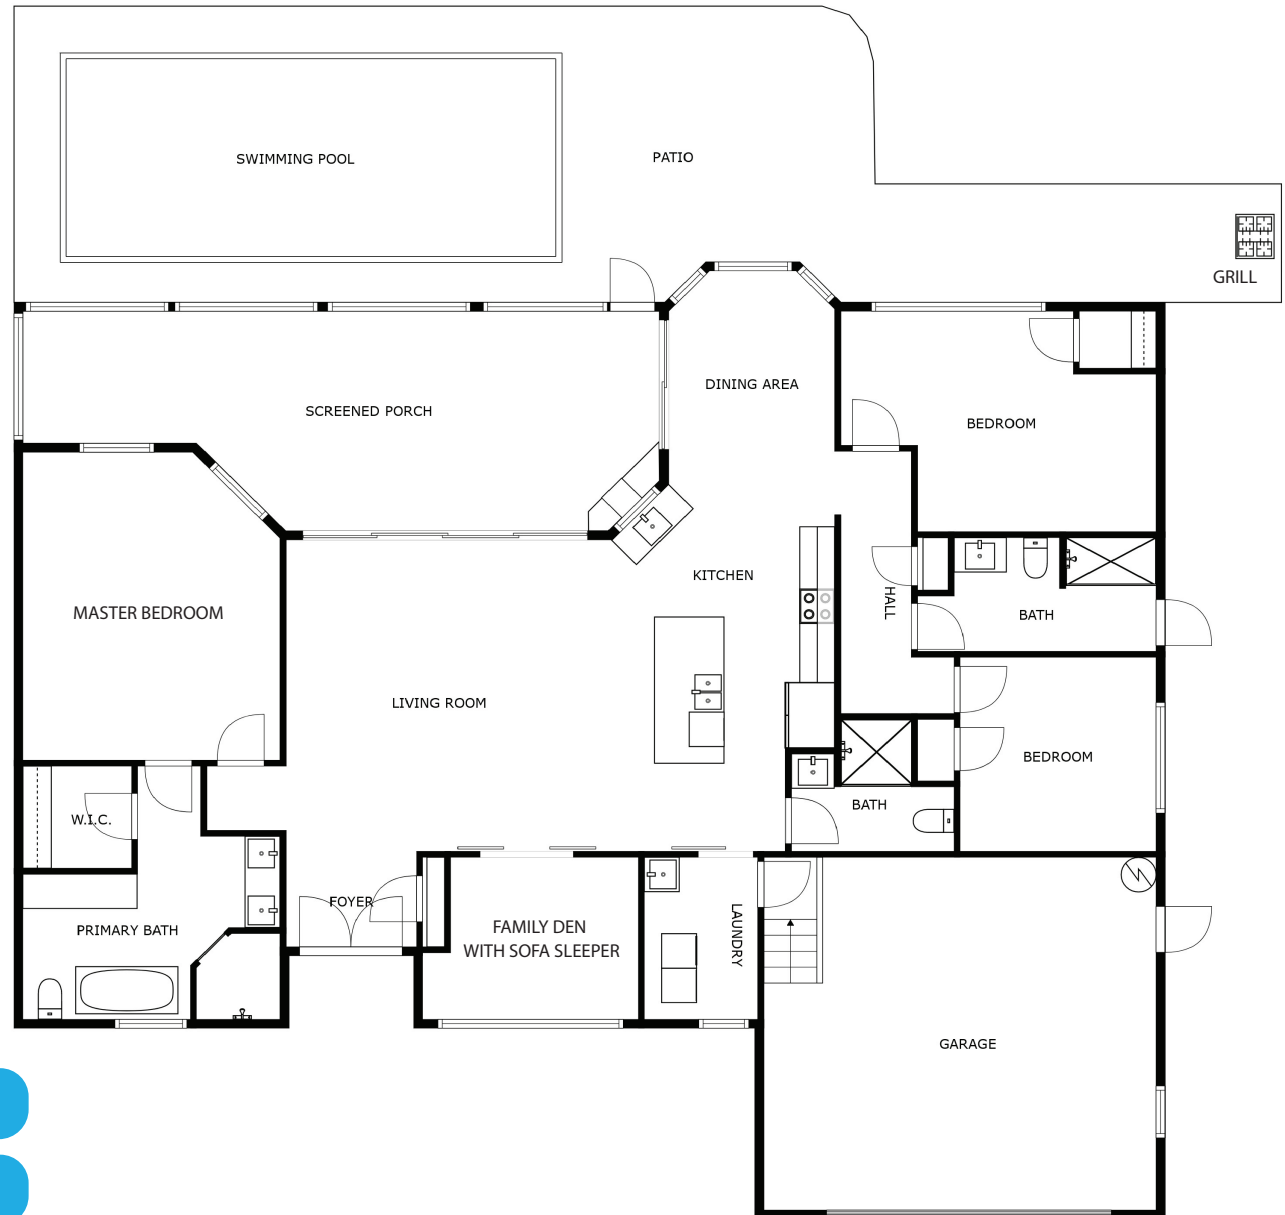 SWIMMING POOL
PATIO
GRILL
DINING AREA
SCREENED PORCH
BEDROOM
KITCHEN
MASTER BEDROOM
HALL
BATH
LIVING ROOM
BEDROOM
BATH
W.I.C.
FOYER
PRIMARY BATH
FAMILY DEN
WITH SOFA SLEEPER
LAUNDRY
GARAGE